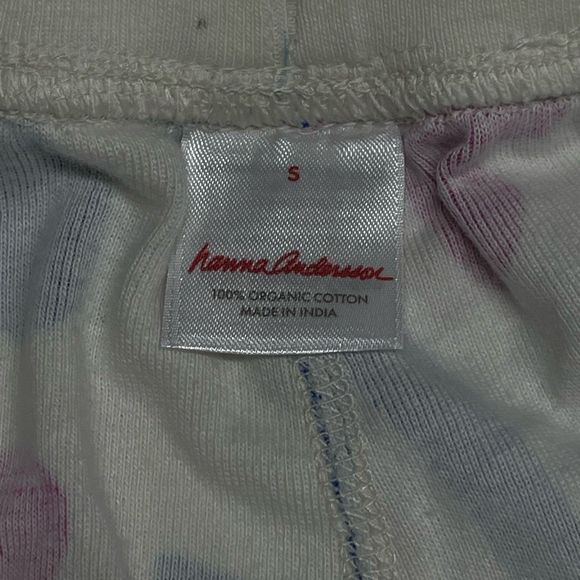 S
hanna andersson
100% ORGANIC COTTON
MADE IN INDIA